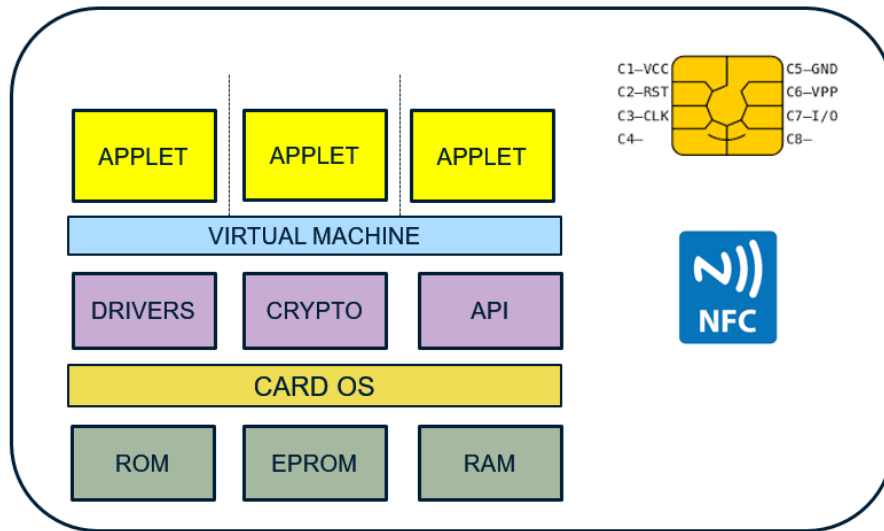 C1–VCC
C2–RST
C3–CLK
C4–
C5–GND
C6–VPP
C7–I/O
C8–
APPLET
APPLET
APPLET
VIRTUAL MACHINE
DRIVERS
CRYPTO
API
NFC
CARD OS
ROM
EPROM
RAM